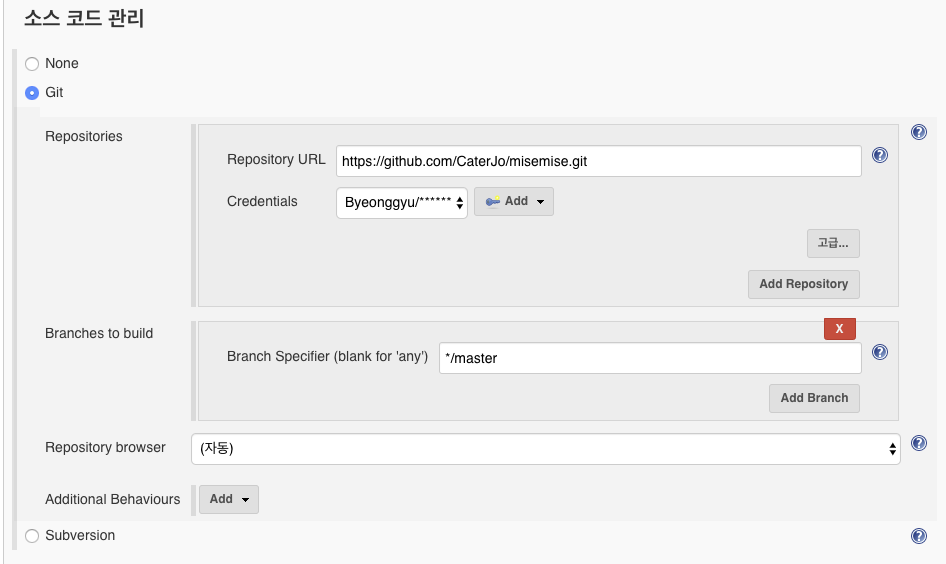 소스 코드 관리
None
Git
Repositories
Repository URL https://github.com/CaterJo/misemise.git
Credentials Byeonggyu/****** Add
고급...
Add Repository
Branches to build
X
Branch Specifier (blank for 'any') */master
Add Branch
Repository browser (자동)
Additional Behaviours Add
Subversion